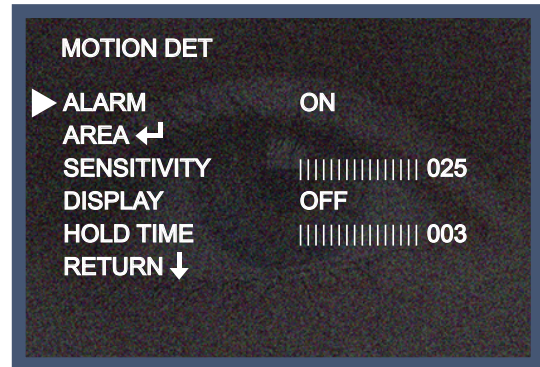 MOTION DET
ALARM ON
AREA ↵
SENSITIVITY |||||||||||||||| 025
DISPLAY OFF
HOLD TIME |||||||||||||||| 003
RETURN ↓